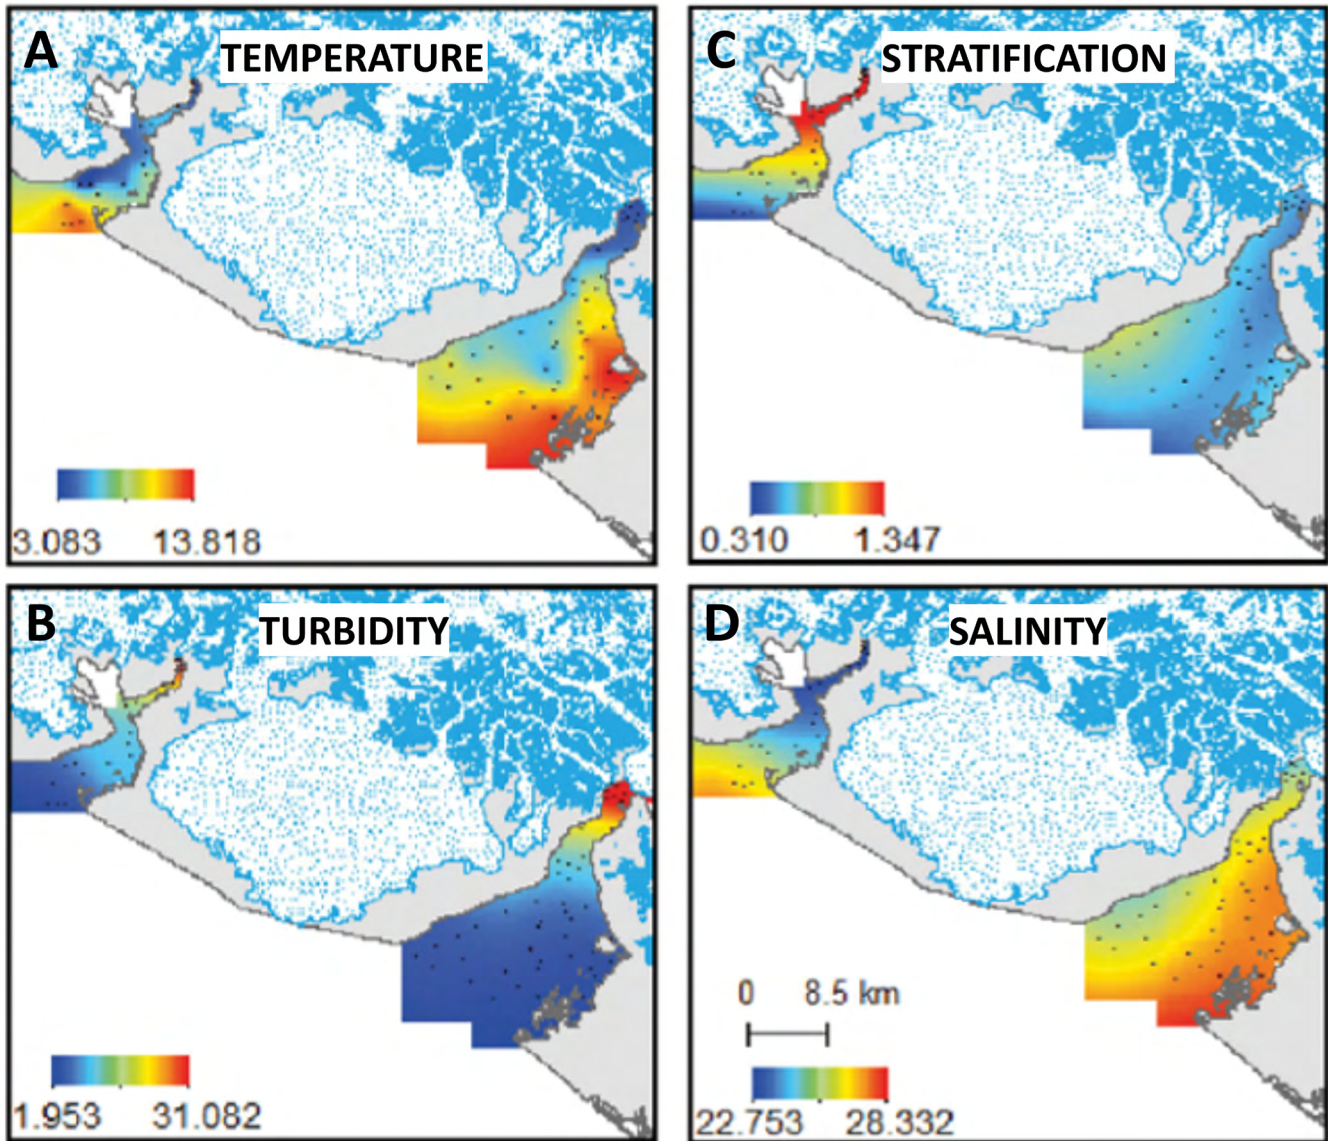 A
TEMPERATURE
3.083 13.818
C
STRATIFICATION
0.310 1.347
B
TURBIDITY
1.953 31.082
D
SALINITY
0 8.5 km
22.753 28.332